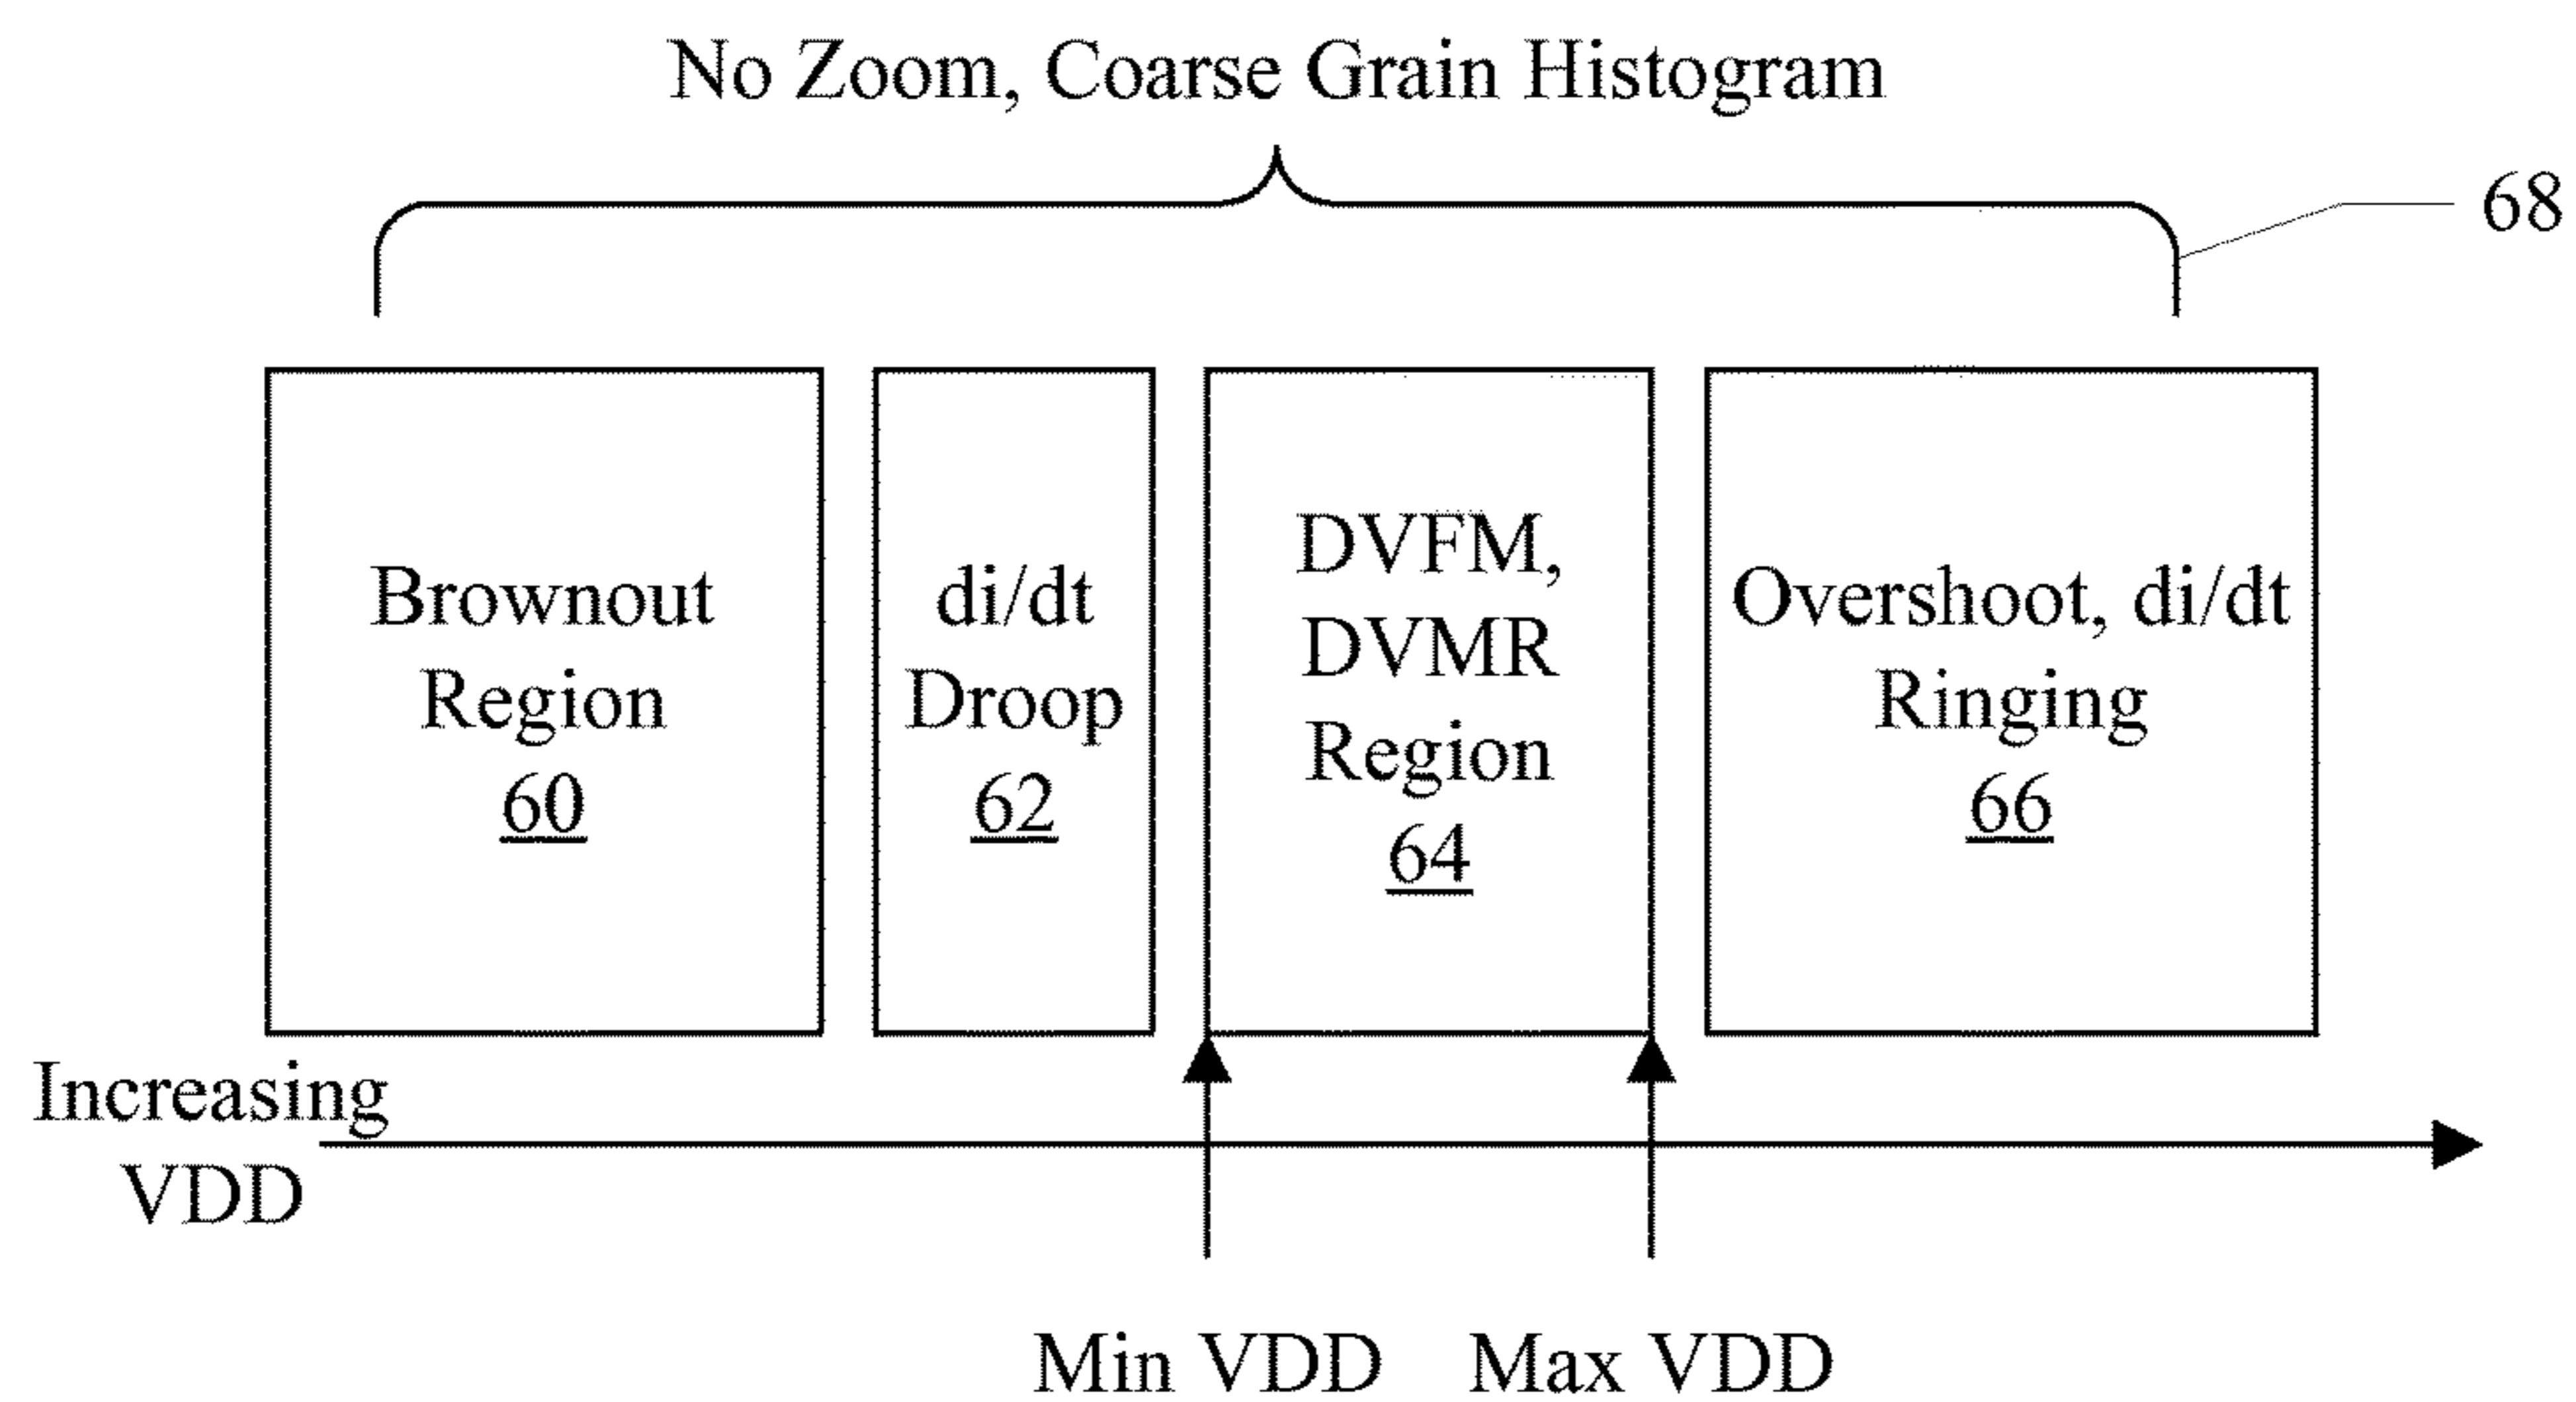 No Zoom, Coarse Grain Histogram
68
Brownout
Region
60
di/dt
Droop
62
DVFM,
DVMR
Region
64
Overshoot, di/dt
Ringing
66
Increasing
VDD
Min VDD
Max VDD